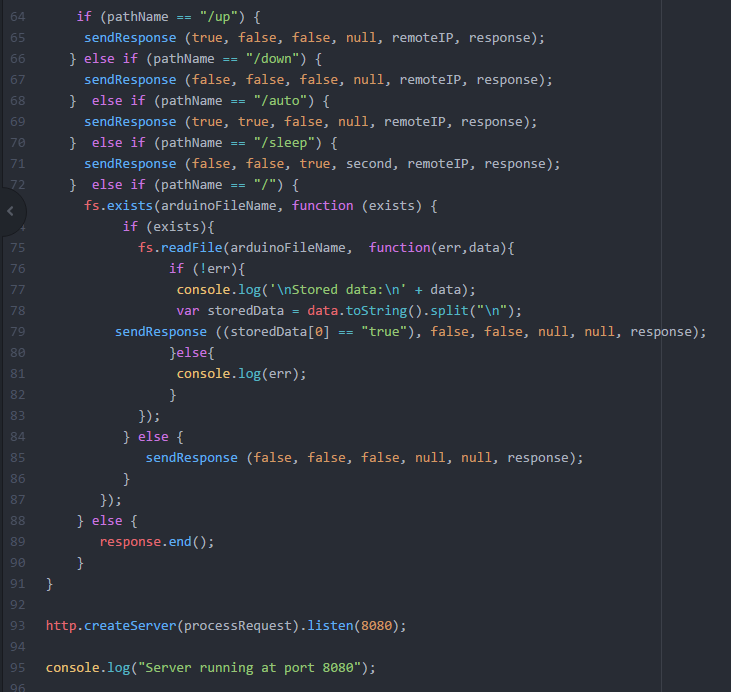 64 if (pathName == "/up") {
65 sendResponse (true, false, false, null, remoteIP, response);
66 } else if (pathName == "/down") {
67 sendResponse (false, false, false, null, remoteIP, response);
68 }  else if (pathName == "/auto") {
69 sendResponse (true, true, false, null, remoteIP, response);
70 }  else if (pathName == "/sleep") {
71 sendResponse (false, false, true, second, remoteIP, response);
72 }  else if (pathName == "/") {
fs.exists(arduinoFileName, function (exists) {
if (exists){
75 fs.readFile(arduinoFileName,  function(err,data){
76 if (!err){
77 console.log('\nStored data:\n' + data);
78 var storedData = data.toString().split("\n");
79 sendResponse ((storedData[0] == "true"), false, false, null, null, response);
80 }else{
81 console.log(err);
82 }
83 });
84 } else {
85 sendResponse (false, false, false, null, null, response);
86 }
87 });
88 } else {
89 response.end();
90 }
91 }
92
93 http.createServer(processRequest).listen(8080);
94
95 console.log("Server running at port 8080");
96